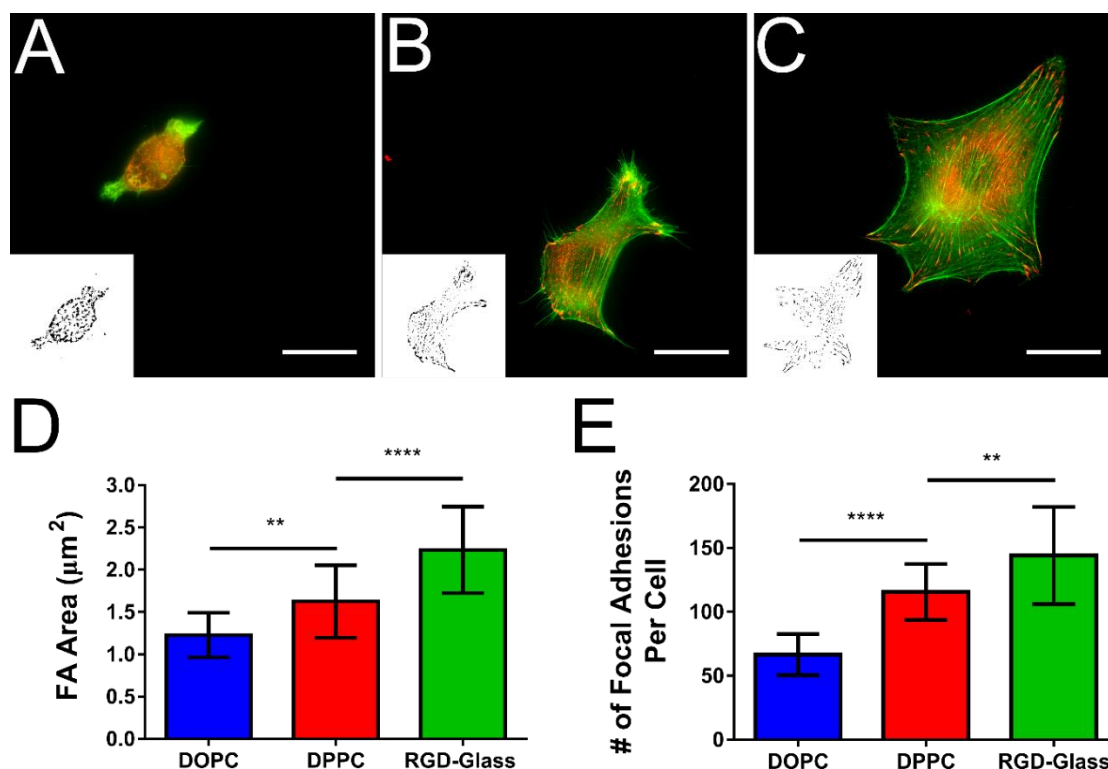 A
B
C
D
E
FA Area (μm²)
3.0
2.5
2.0
1.5
1.0
0.5
0.0
**
****
DOPC
DPPC
RGD-Glass
# of Focal Adhesions
Per Cell
200
150
100
50
0
****
**
DOPC
DPPC
RGD-Glass